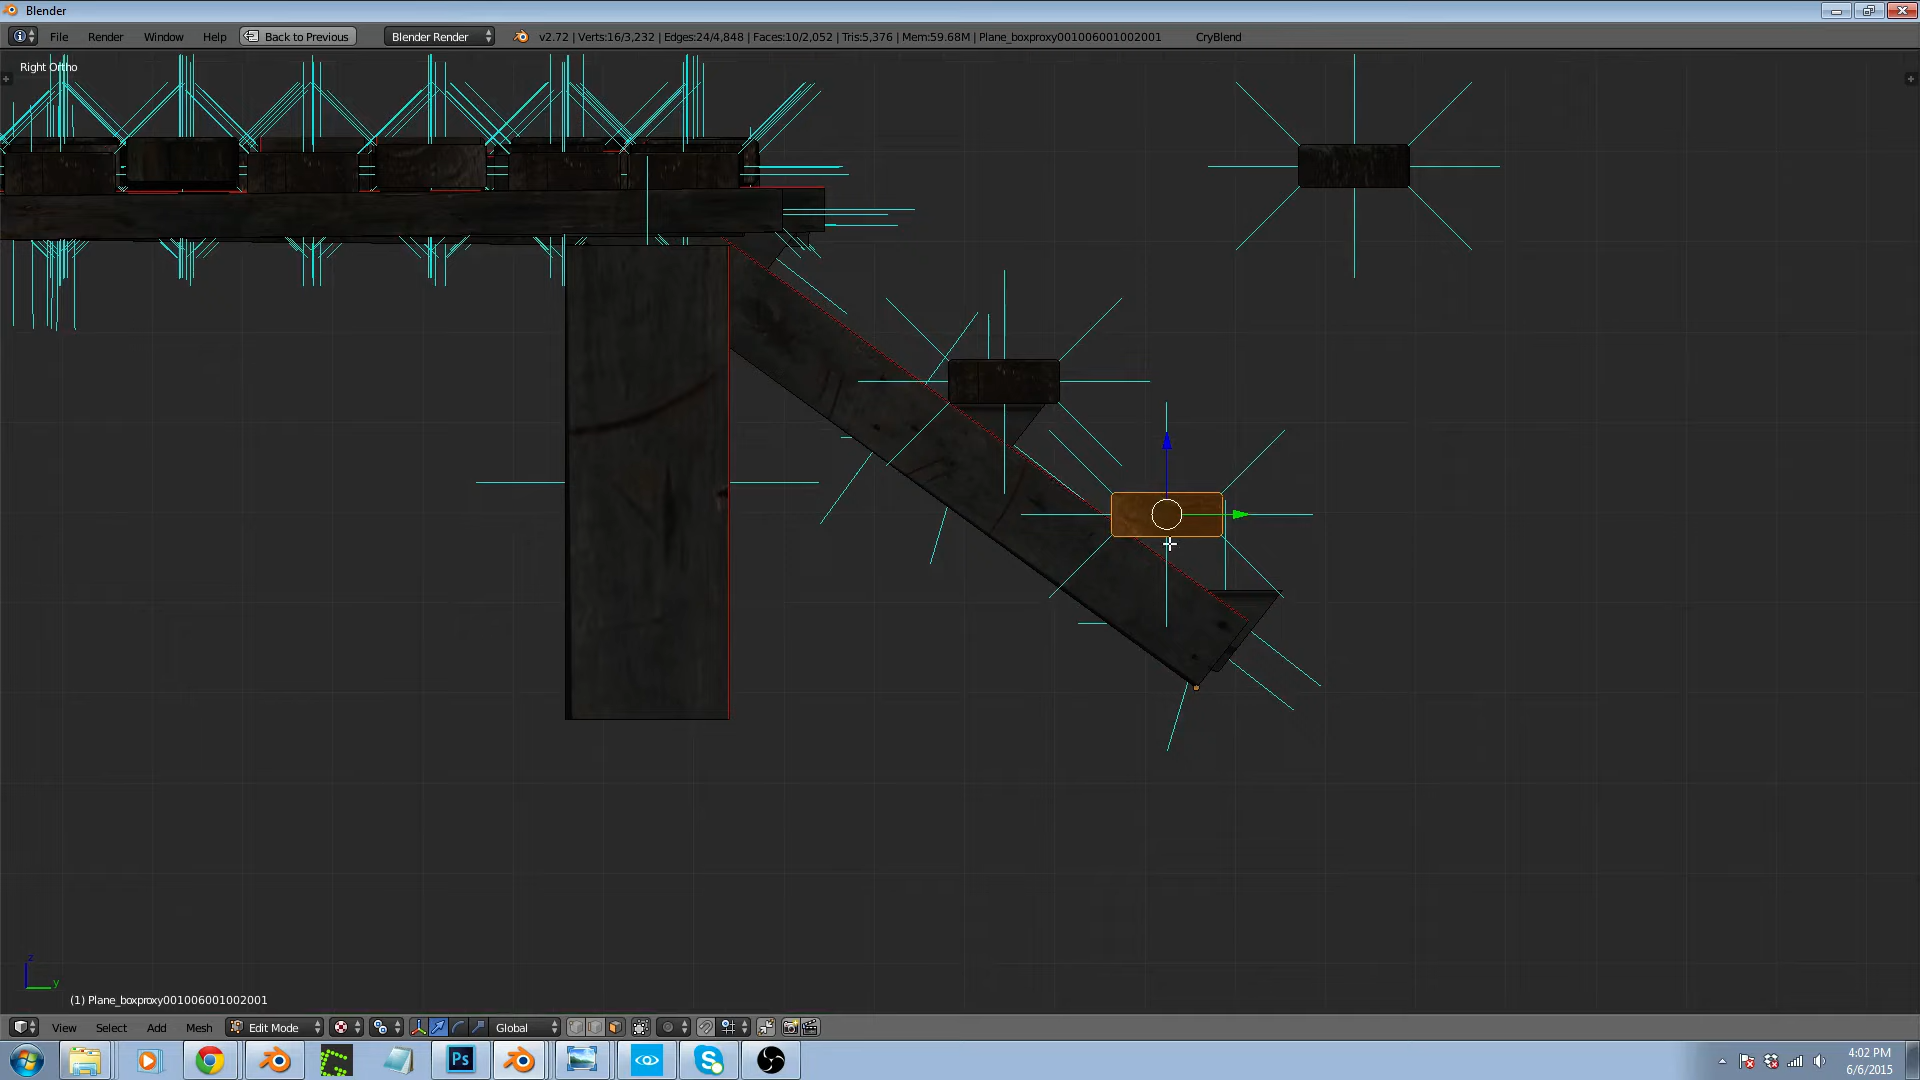 Blender
File Render Window Help Back to Previous Blender Render v2.72 | Verts:16/3,232 | Edges:24/4,848 | Faces:10/2,052 | Tris:5,376 | Mem:59.68M | Plane_boxproxy001006001002001 CryBlend
Right Ortho
z
y
(1) Plane_boxproxy001006001002001
View Select Add Mesh Edit Mode Global
Ps
4:02 PM
6/6/2015